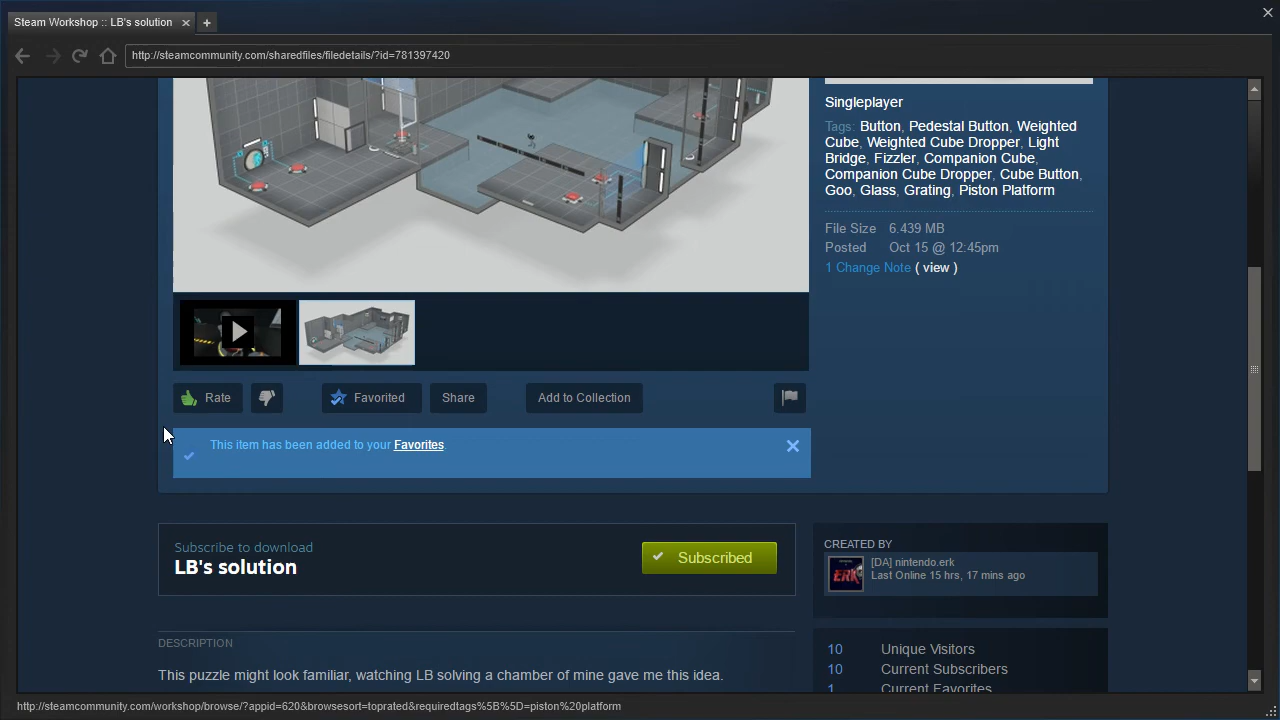 Steam Workshop :: LB's solution
http://steamcommunity.com/sharedfiles/filedetails/?id=781397420
Singleplayer
Tags: Button, Pedestal Button, Weighted
Cube, Weighted Cube Dropper, Light
Bridge, Fizzler, Companion Cube,
Companion Cube Dropper, Cube Button,
Goo, Glass, Grating, Piston Platform
File Size 6.439 MB
Posted Oct 15 @ 12:45pm
1 Change Note ( view )
Rate
Favorited
Share
Add to Collection
This item has been added to your Favorites.
Subscribe to download
LB's solution
Subscribed
CREATED BY
ERK
[DA] nintendo.erk
Last Online 15 hrs, 17 mins ago
DESCRIPTION
This puzzle might look familiar, watching LB solving a chamber of mine gave me this idea.
10 Unique Visitors
10 Current Subscribers
1 Current Favorites
http://steamcommunity.com/workshop/browse/?appid=620&browsesort=toprated&requiredtags%5B%5D=piston%20platform